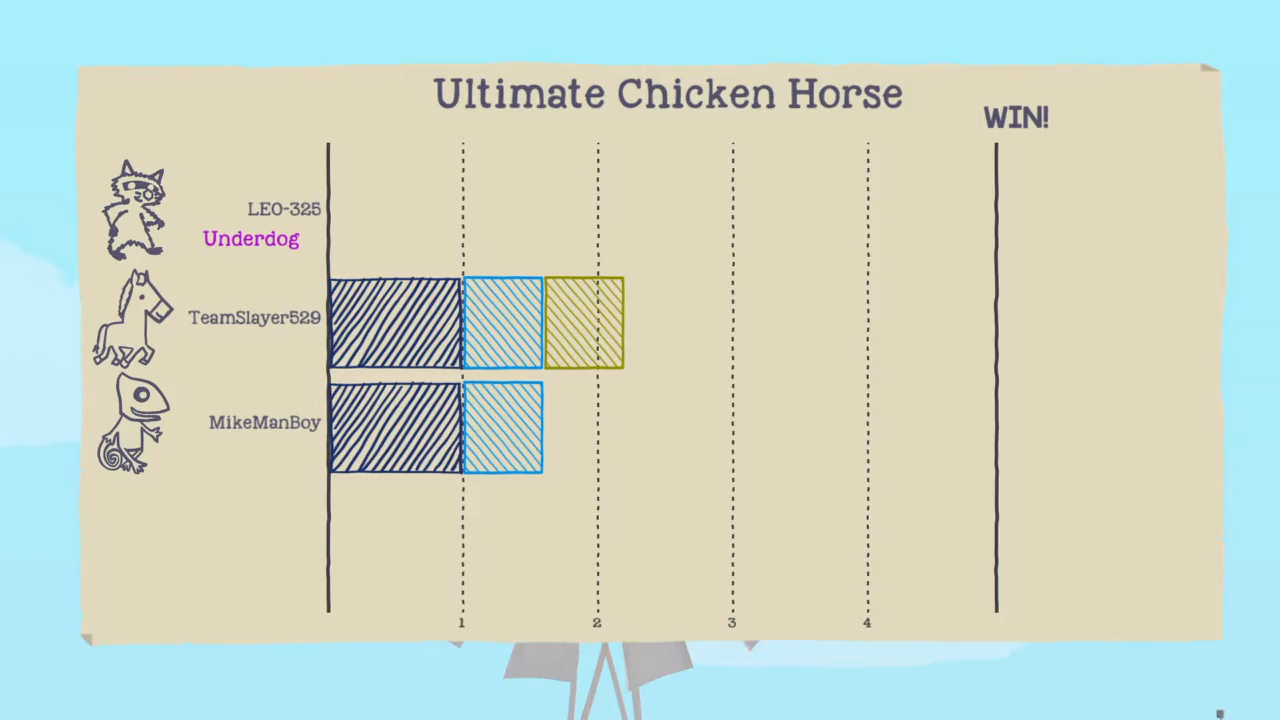 Ultimate Chicken Horse
WIN!
LEO-325
Underdog
TeamSlayer529
MikeManBoy
1 2 3 4